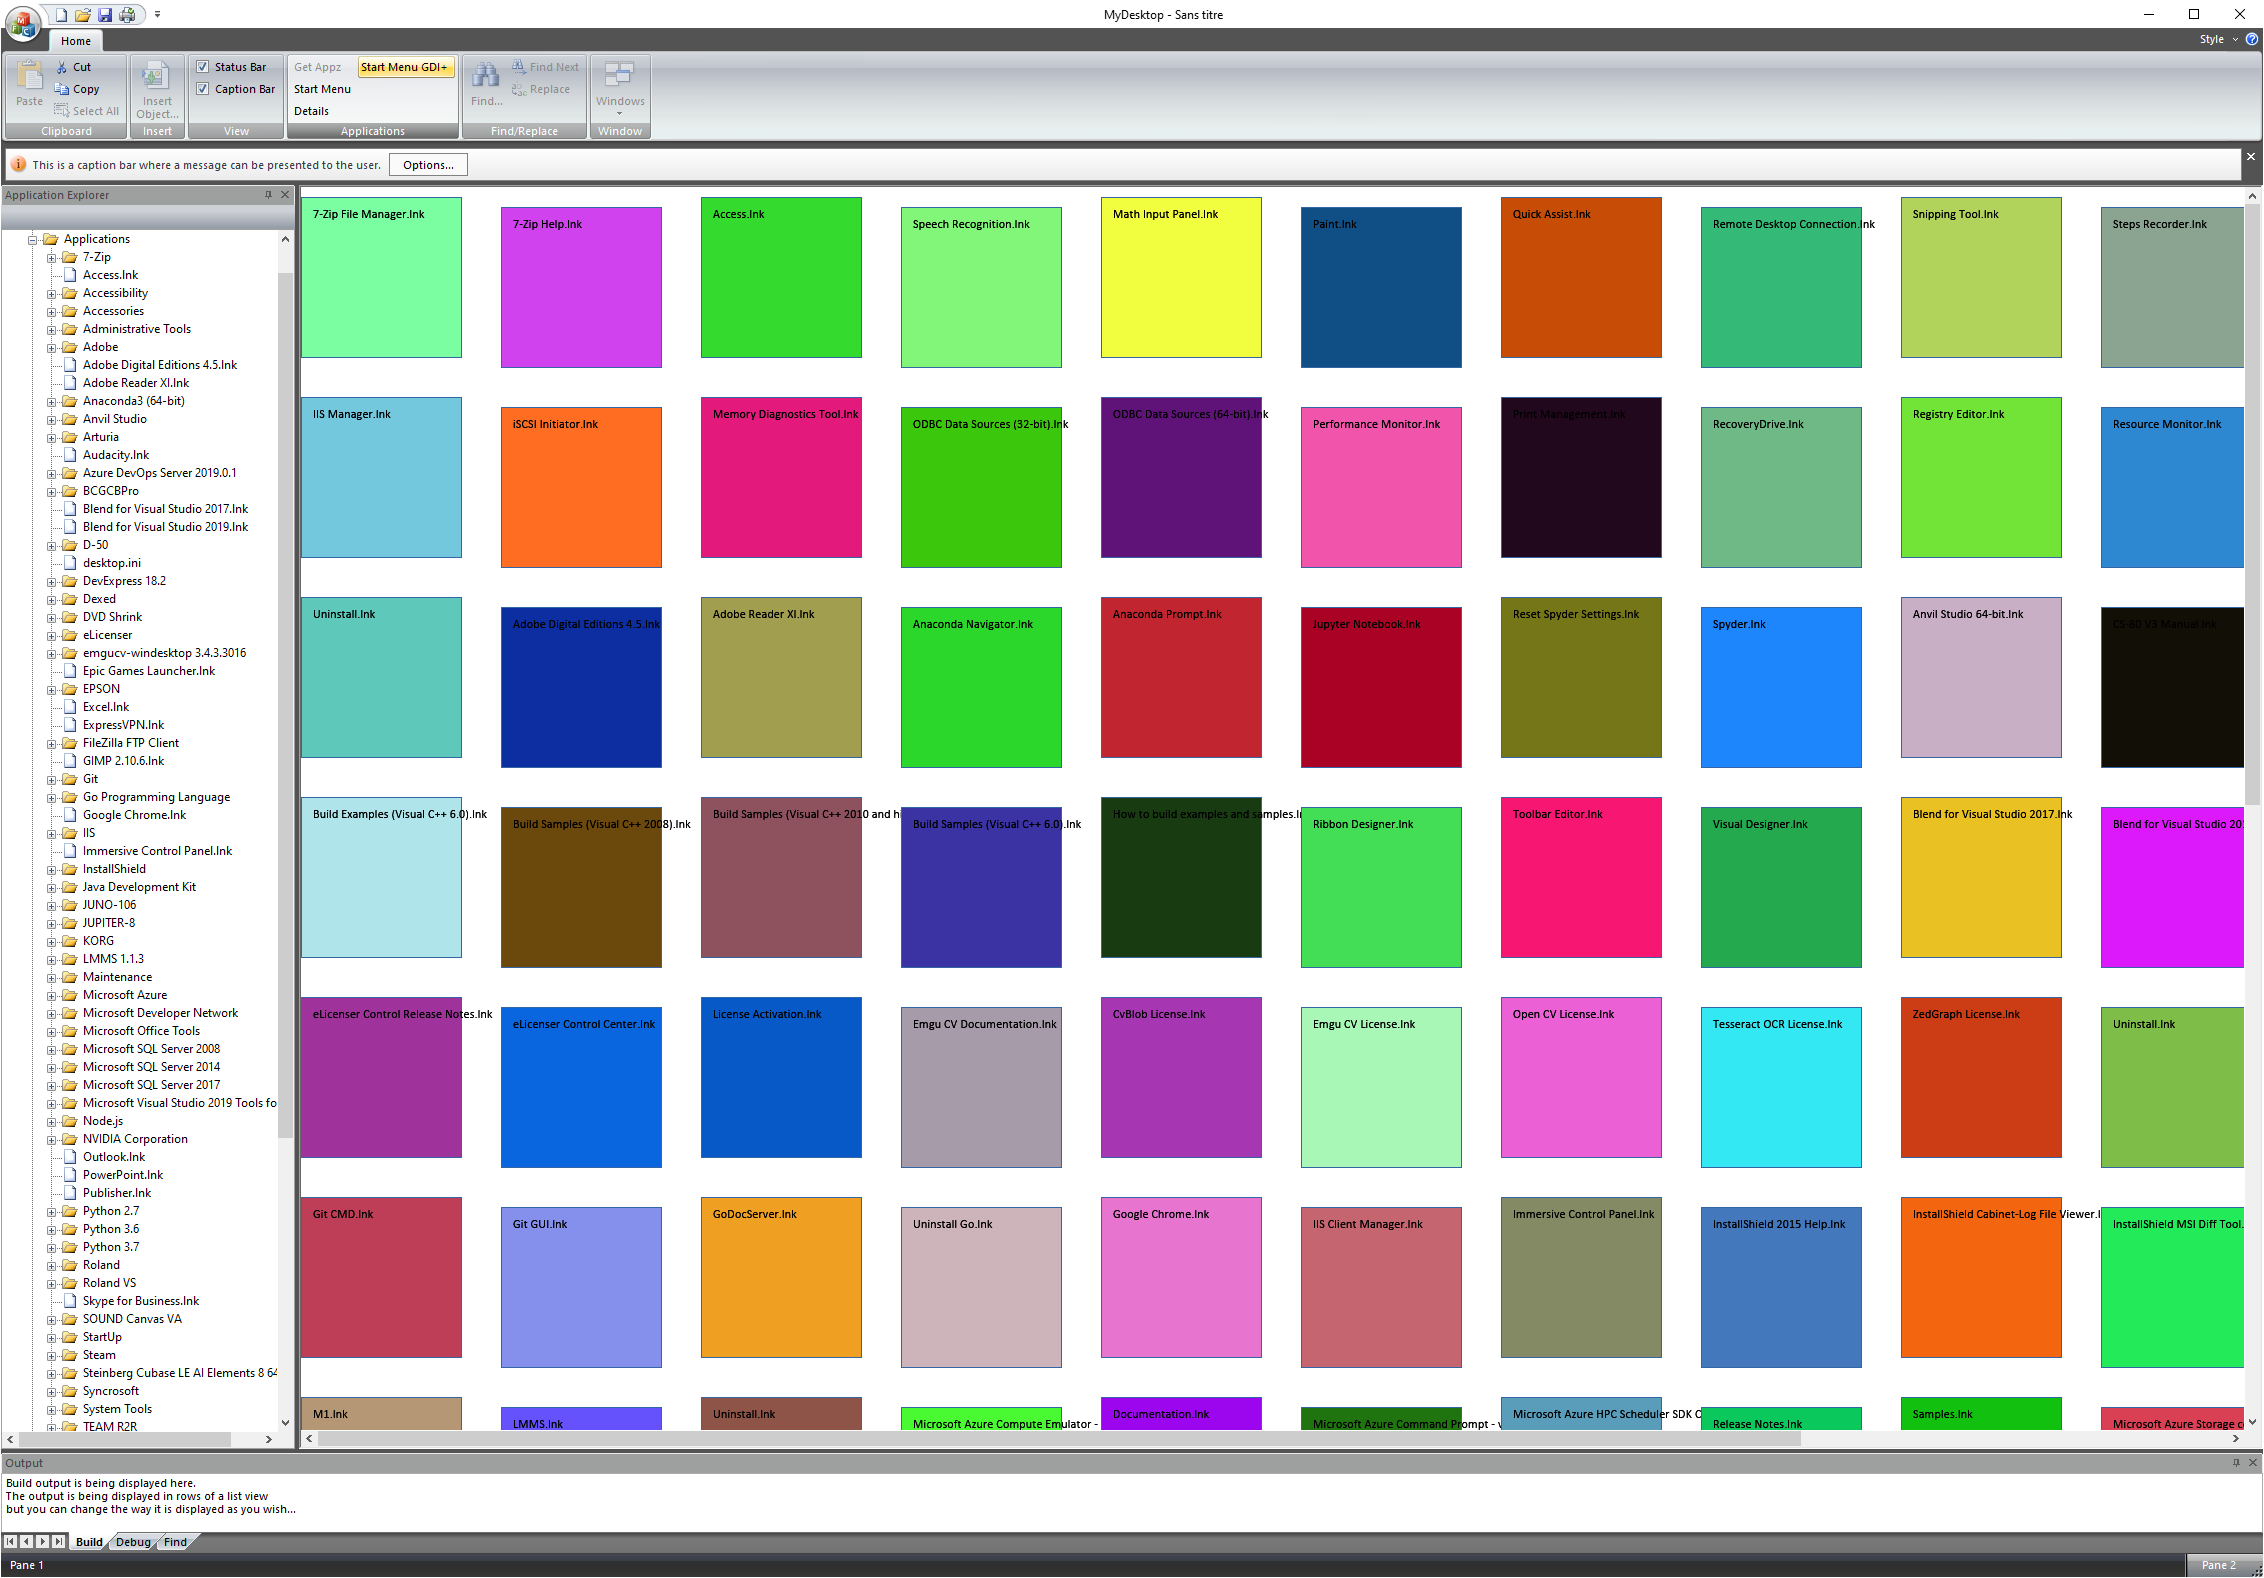 MyDesktop - Sans titre
Home
Style
Paste
Cut
Copy
Select All
Clipboard
Insert
Object...
Insert
Status Bar
Caption Bar
View
Get Appz
Start Menu GDI+
Start Menu
Details
Applications
Find...
Find Next
Replace
Find/Replace
Windows
Window
This is a caption bar where a message can be presented to the user.
Options...
Application Explorer
Applications
7-Zip
Access.lnk
Accessibility
Accessories
Administrative Tools
Adobe
Adobe Digital Editions 4.5.lnk
Adobe Reader XI.lnk
Anaconda3 (64-bit)
Anvil Studio
Arturia
Audacity.lnk
Azure DevOps Server 2019.0.1
BCGCBPro
Blend for Visual Studio 2017.lnk
Blend for Visual Studio 2019.lnk
D-50
desktop.ini
DevExpress 18.2
Dexed
DVD Shrink
eLicenser
emgucv-windesktop 3.4.3.3016
Epic Games Launcher.lnk
EPSON
Excel.lnk
ExpressVPN.lnk
FileZilla FTP Client
GIMP 2.10.6.lnk
Git
Go Programming Language
Google Chrome.lnk
IIS
Immersive Control Panel.lnk
InstallShield
Java Development Kit
JUNO-106
JUPITER-8
KORG
LMMS 1.1.3
Maintenance
Microsoft Azure
Microsoft Developer Network
Microsoft Office Tools
Microsoft SQL Server 2008
Microsoft SQL Server 2014
Microsoft SQL Server 2017
Microsoft Visual Studio 2019 Tools fo
Node.js
NVIDIA Corporation
Outlook.lnk
PowerPoint.lnk
Publisher.lnk
Python 2.7
Python 3.6
Python 3.7
Roland
Roland VS
Skype for Business.lnk
SOUND Canvas VA
StartUp
Steam
Steinberg Cubase LE AI Elements 8 64
Syncrosoft
System Tools
TEAM R2R
7-Zip File Manager.lnk
7-Zip Help.lnk
Access.lnk
Speech Recognition.lnk
Math Input Panel.lnk
Paint.lnk
Quick Assist.lnk
Remote Desktop Connection.lnk
Snipping Tool.lnk
Steps Recorder.lnk
IIS Manager.lnk
iSCSI Initiator.lnk
Memory Diagnostics Tool.lnk
ODBC Data Sources (32-bit).lnk
ODBC Data Sources (64-bit).lnk
Performance Monitor.lnk
Print Management.lnk
RecoveryDrive.lnk
Registry Editor.lnk
Resource Monitor.lnk
Uninstall.lnk
Adobe Digital Editions 4.5.lnk
Adobe Reader XI.lnk
Anaconda Navigator.lnk
Anaconda Prompt.lnk
Jupyter Notebook.lnk
Reset Spyder Settings.lnk
Spyder.lnk
Anvil Studio 64-bit.lnk
CS-80 V3 Manual.lnk
Build Examples (Visual C++ 6.0).lnk
Build Samples (Visual C++ 2008).lnk
Build Samples (Visual C++ 2010 and hi
Build Samples (Visual C++ 6.0).lnk
How to build examples and samples.l
Ribbon Designer.lnk
Toolbar Editor.lnk
Visual Designer.lnk
Blend for Visual Studio 2017.lnk
Blend for Visual Studio 201
eLicenser Control Release Notes.lnk
eLicenser Control Center.lnk
License Activation.lnk
Emgu CV Documentation.lnk
CvBlob License.lnk
Emgu CV License.lnk
Open CV License.lnk
Tesseract OCR License.lnk
ZedGraph License.lnk
Uninstall.lnk
Git CMD.lnk
Git GUI.lnk
GoDocServer.lnk
Uninstall Go.lnk
Google Chrome.lnk
IIS Client Manager.lnk
Immersive Control Panel.lnk
InstallShield 2015 Help.lnk
InstallShield Cabinet-Log File Viewer.l
InstallShield MSI Diff Tool.
M1.lnk
LMMS.lnk
Uninstall.lnk
Microsoft Azure Compute Emulator -
Documentation.lnk
Microsoft Azure Command Prompt - v
Microsoft Azure HPC Scheduler SDK C
Release Notes.lnk
Samples.lnk
Microsoft Azure Storage c
Output
Build output is being displayed here.
The output is being displayed in rows of a list view
but you can change the way it is displayed as you wish...
Build
Debug
Find
Pane 1
Pane 2